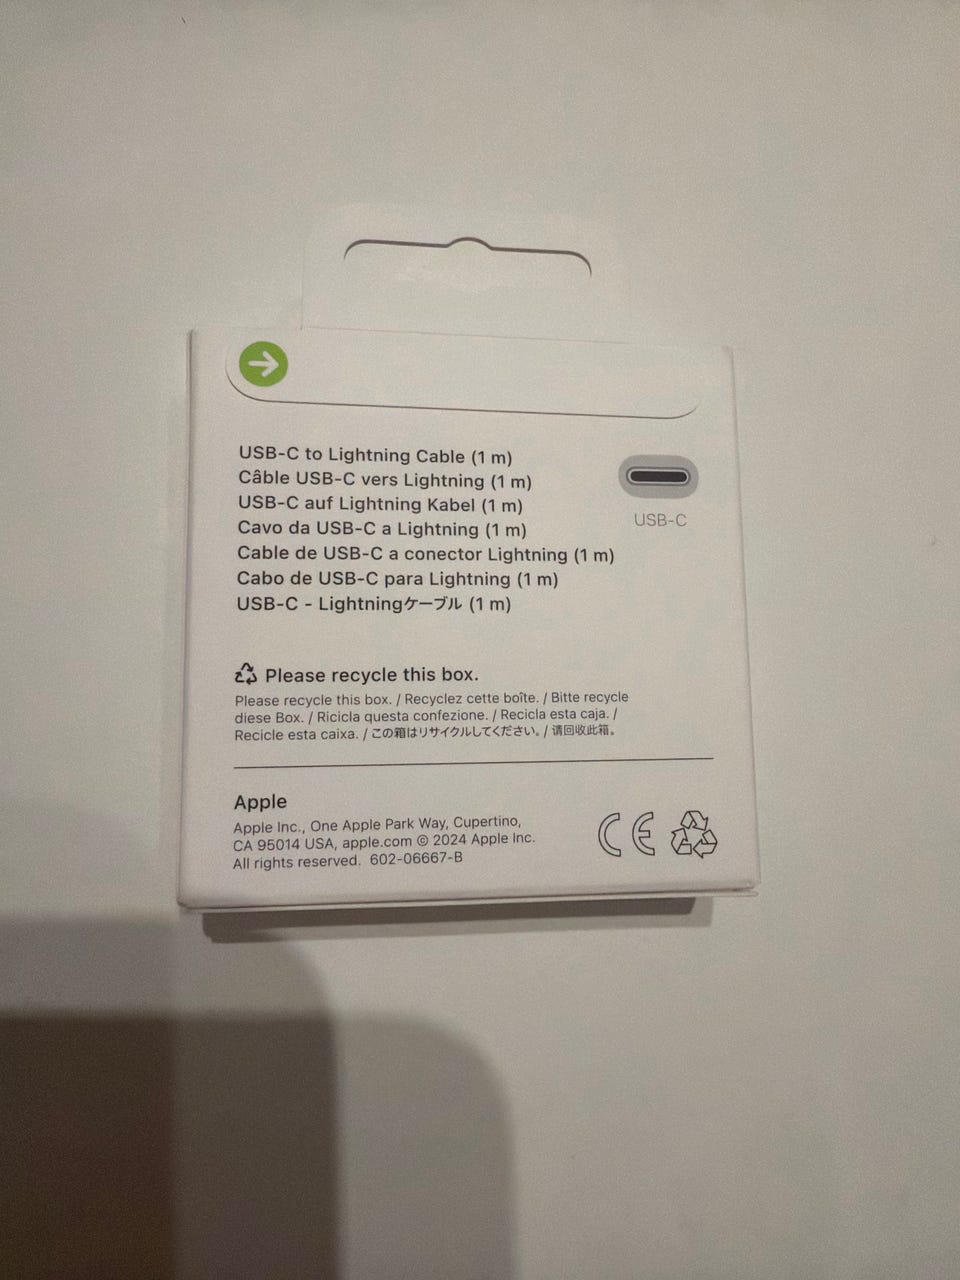 USB-C to Lightning Cable (1 m)
Câble USB-C vers Lightning (1 m)
USB-C auf Lightning Kabel (1 m)
Cavo da USB-C a Lightning (1 m)
Cable de USB-C a conector Lightning (1 m)
Cabo de USB-C para Lightning (1 m)
USB-C - Lightningケーブル (1 m)
USB-C
Please recycle this box.
Please recycle this box. / Recyclez cette boîte. / Bitte recycle
diese Box. / Ricicla questa confezione. / Recicla esta caja. /
Recicle esta caixa. / この箱はリサイクルしてください。/ 请回收此箱。
Apple
Apple Inc., One Apple Park Way, Cupertino,
CA 95014 USA, apple.com © 2024 Apple Inc.
All rights reserved. 602-06667-B
CE